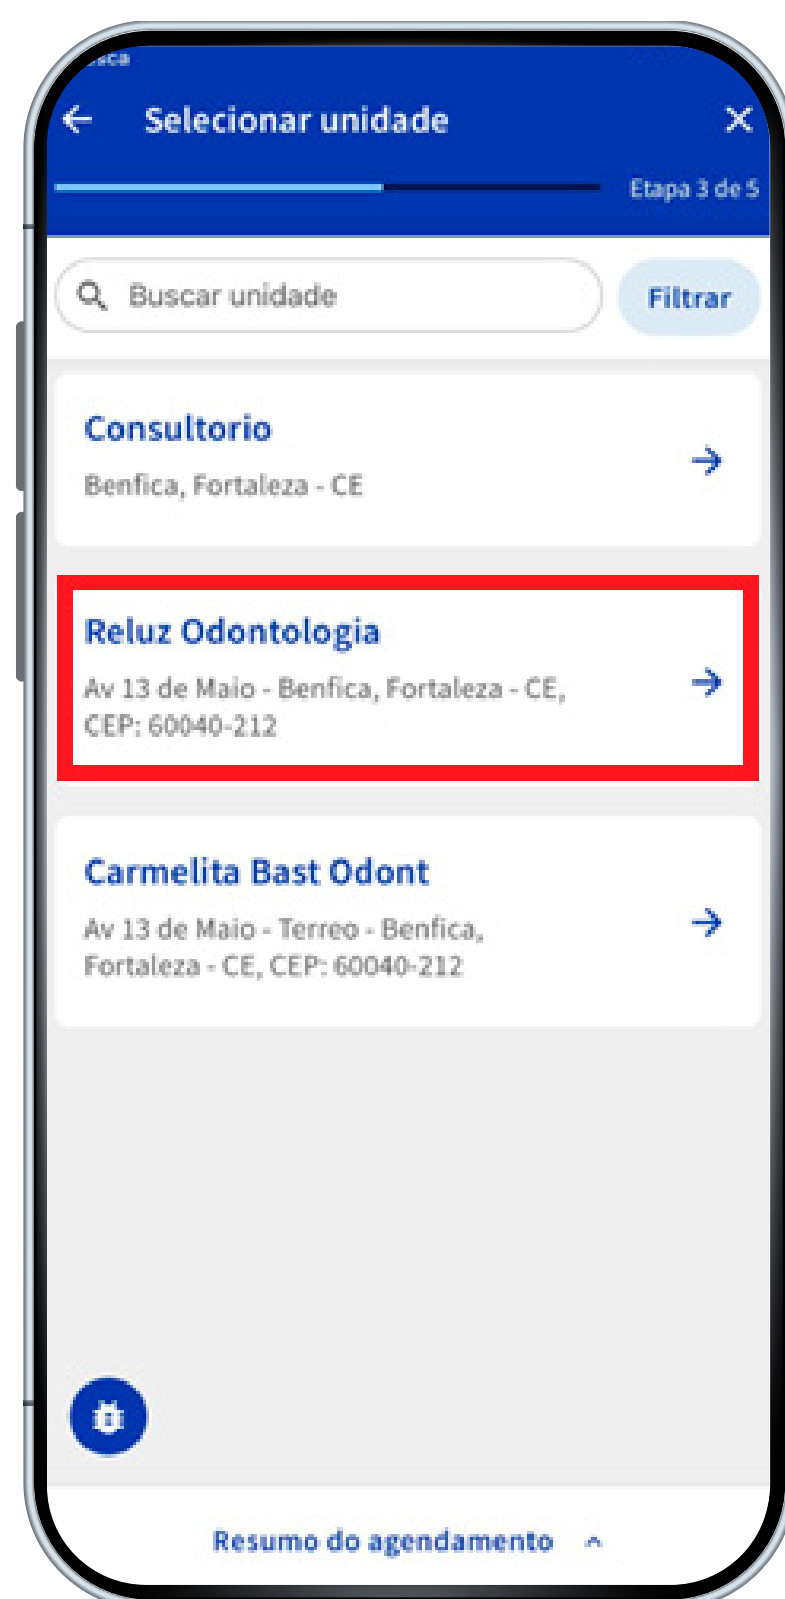 Selecionar unidade
Etapa 3 de 5
Buscar unidade
Filtrar
Consultorio
Benfica, Fortaleza - CE
Reluz Odontologia
Av 13 de Maio - Benfica, Fortaleza - CE,
CEP: 60040-212
Carmelita Bast Odont
Av 13 de Maio - Terreo - Benfica,
Fortaleza - CE, CEP: 60040-212
Resumo do agendamento